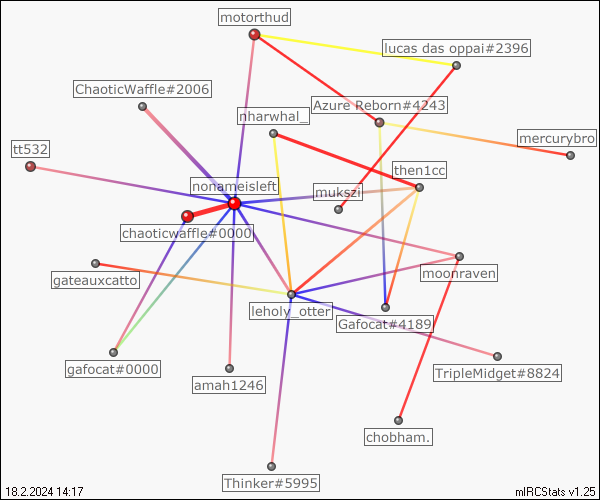 motorthud
lucas das oppai#2396
ChaoticWaffle#2006
Azure Reborn#4243
nharwhal_
mercurybro
tt532
then1cc
nonameisleft
mukszi
chaoticwaffle#0000
moonraven
gateauxcatto
leholy_otter
Gafocat#4189
gafocat#0000
TripleMidget#8824
amah1246
chobham.
Thinker#5995
18.2.2024 14:17
mIRCStats v1.25